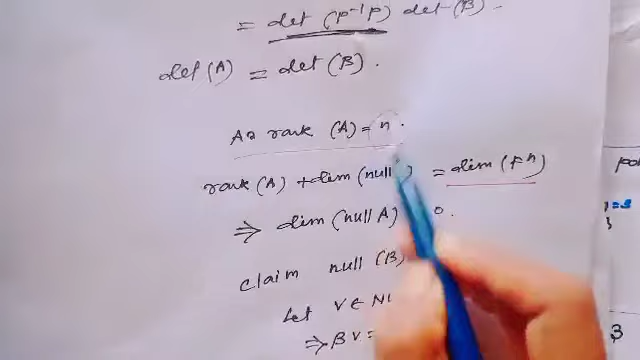 = det (p⁻¹p) det (B).
det (A) = det (B).
As rank (A) = n.
rank (A) + dim (null ) = dim (Fⁿ)
⇒ dim (null A) 0.
claim null (B)
Let V ∈
⇒ BV =
3